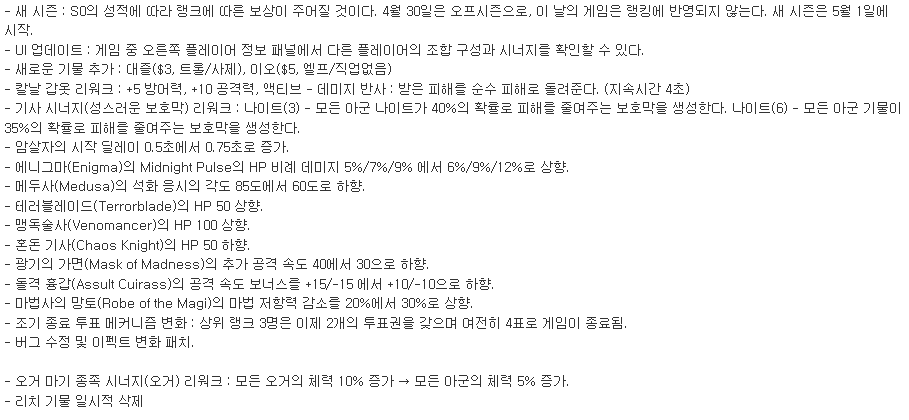 - 새 시즌 : S0의 성적에 따라 랭크에 따른 보상이 주어질 것이다. 4월 30일은 오프시즌으로, 이 날의 게임은 랭킹에 반영되지 않는다. 새 시즌은 5월 1일에
시작.
- UI 업데이트 : 게임 중 오른쪽 플레이어 정보 패널에서 다른 플레이어의 조합 구성과 시너지를 확인할 수 있다.
- 새로운 기물 추가 : 대즐($3, 트롤/사제), 이오($5, 엘프/직업없음)
- 칼날 갑옷 리워크 : +5 방어력, +10 공격력, 액티브 - 데미지 반사 : 받은 피해를 순수 피해로 돌려준다. (지속시간 4초)
- 기사 시너지(성스러운 보호막) 리워크 : 나이트(3) - 모든 아군 나이트가 40%의 확률로 피해를 줄여주는 보호막을 생성한다. 나이트(6) - 모든 아군 기물이
35%의 확률로 피해를 줄여주는 보호막을 생성한다.
- 암살자의 시작 딜레이 0.5초에서 0.75초로 증가.
- 에니그마(Enigma)의 Midnight Pulse의 HP 비례 데미지 5%/7%/9% 에서 6%/9%/12%로 상향.
- 메두사(Medusa)의 석화 응시의 각도 85도에서 60도로 하향.
- 테러블레이드(Terrorblade)의 HP 50 상향.
- 맹독술사(Venomancer)의 HP 100 상향.
- 혼돈 기사(Chaos Knight)의 HP 50 하향.
- 광기의 가면(Mask of Madness)의 추가 공격 속도 40에서 30으로 하향.
- 돌격 흉갑(Assult Cuirass)의 공격 속도 보너스를 +15/-15 에서 +10/-10으로 하향.
- 마법사의 망토(Robe of the Magi)의 마법 저항력 감소를 20%에서 30%로 상향.
- 조기 종료 투표 메커니즘 변화 : 상위 랭크 3명은 이제 2개의 투표권을 갖으며 여전히 4표로 게임이 종료됨.
- 버그 수정 및 이펙트 변화 패치.
- 오거 마기 종족 시너지(오거) 리워크 : 모든 오거의 체력 10% 증가 → 모든 아군의 체력 5% 증가.
- 리치 기물 일시적 삭제